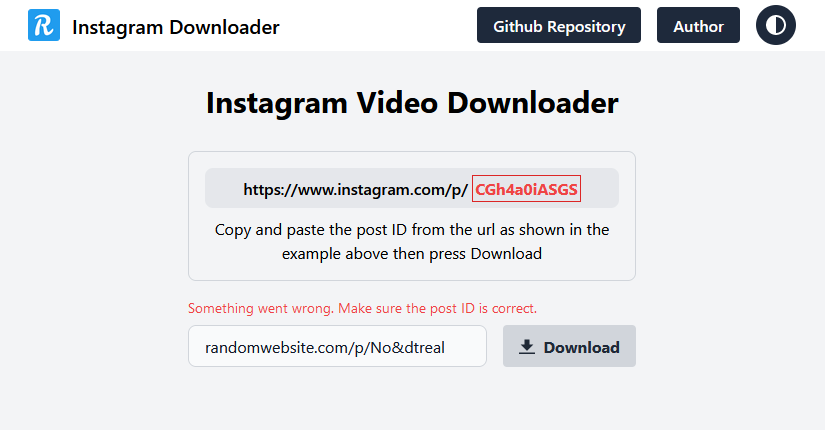 R Instagram Downloader Github Repository Author
Instagram Video Downloader
https://www.instagram.com/p/ CGh4a0iASGS
Copy and paste the post ID from the url as shown in the
example above then press Download
Something went wrong. Make sure the post ID is correct.
randomwebsite.com/p/No&dtreal Download